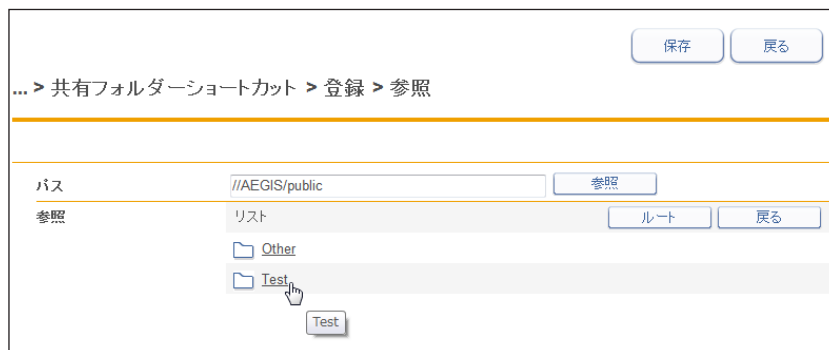 保存 戻る
... > 共有フォルダーショートカット > 登録 > 参照
パス //AEGIS/public 参照
参照 リスト ルート 戻る
Other
Test
Test